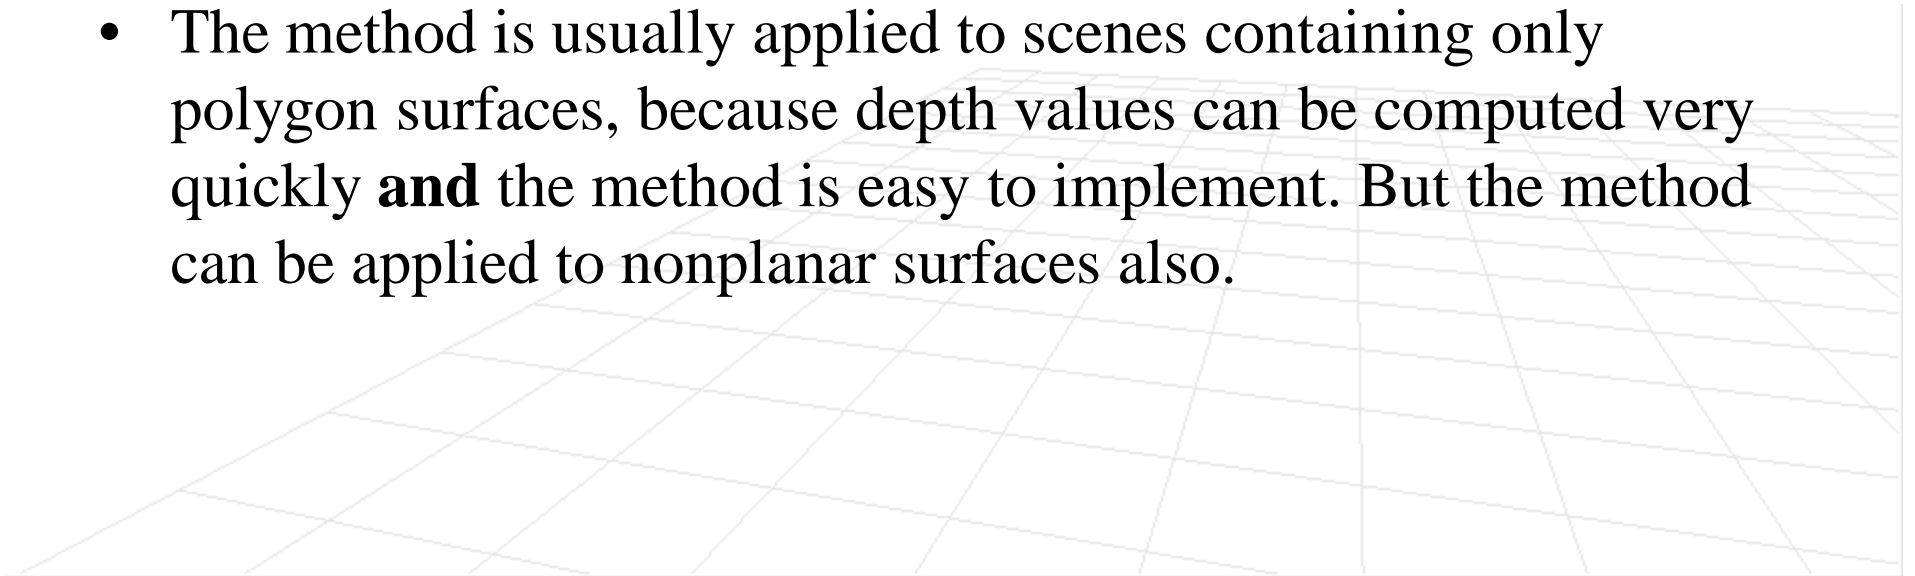 • The method is usually applied to scenes containing only
polygon surfaces, because depth values can be computed very
quickly and the method is easy to implement. But the method
can be applied to nonplanar surfaces also.